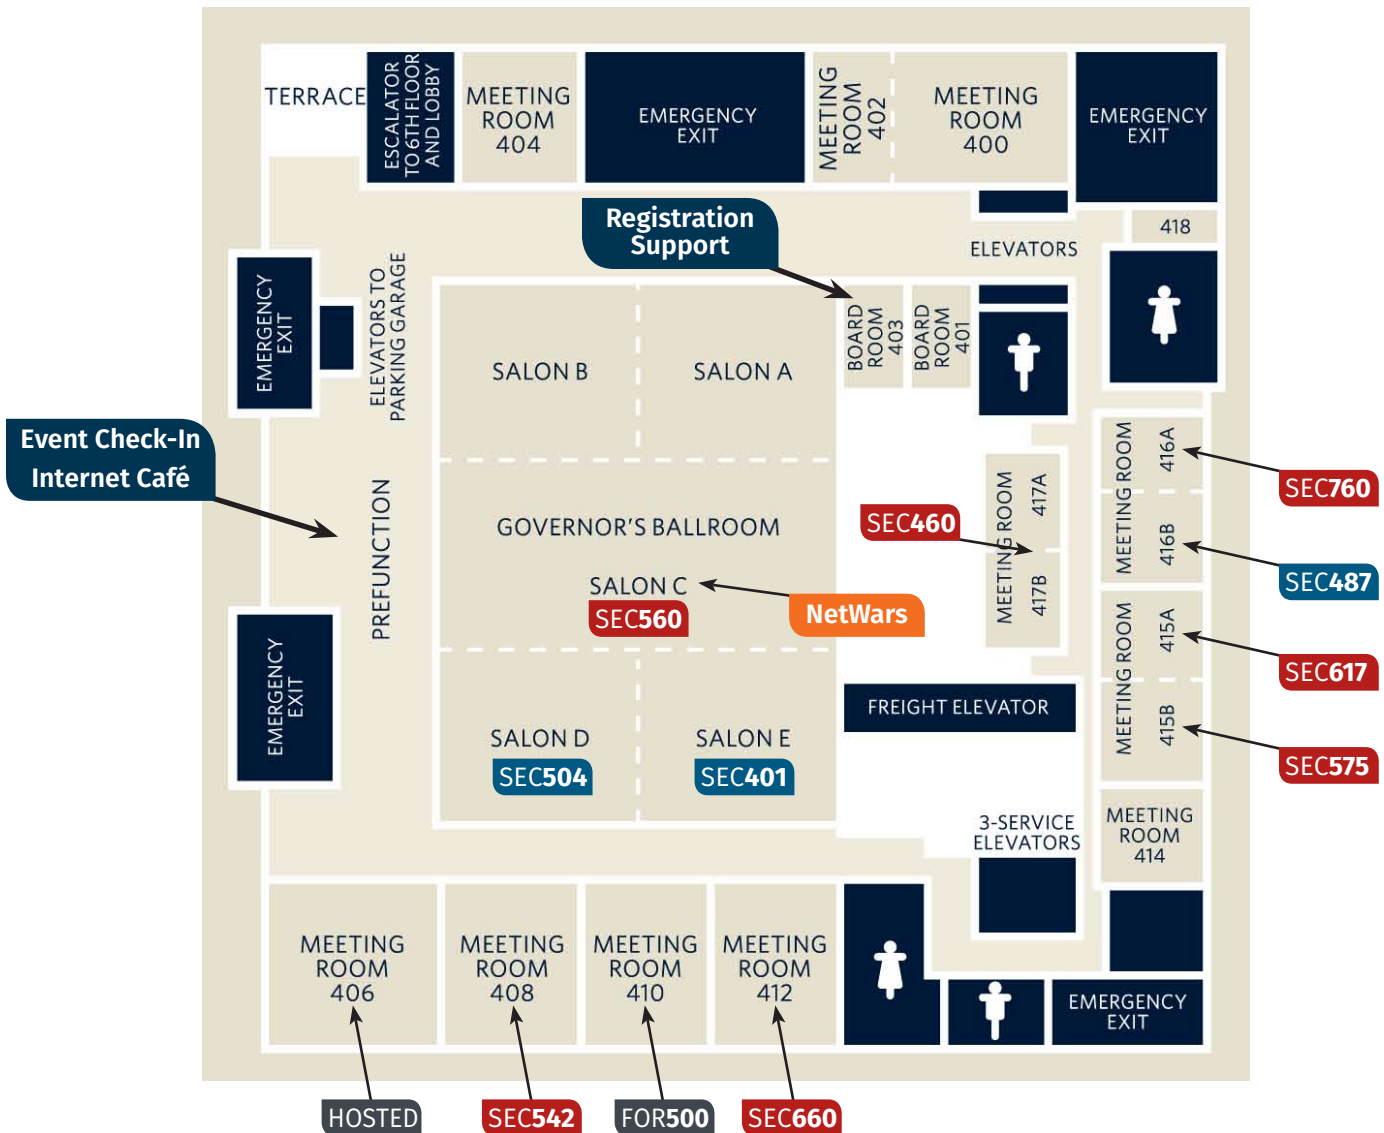 TERRACE
ESCALATOR
TO 6TH FLOOR
AND LOBBY
MEETING
ROOM
404
EMERGENCY
EXIT
MEETING
ROOM
402
MEETING
ROOM
400
EMERGENCY
EXIT
Registration
Support
418
ELEVATORS
EMERGENCY
EXIT
ELEVATORS TO
PARKING GARAGE
SALON B
SALON A
BOARD
ROOM
403
BOARD
ROOM
401
Event Check-In
Internet Café
PREFUNCTION
GOVERNOR'S BALLROOM
SALON C
SEC560
NetWars
SEC460
MEETING ROOM
417A
417B
MEETING ROOM
416A
416B
SEC760
SEC487
MEETING ROOM
415A
415B
SEC617
SEC575
EMERGENCY
EXIT
SALON D
SEC504
SALON E
SEC401
FREIGHT ELEVATOR
3-SERVICE
ELEVATORS
MEETING
ROOM
414
MEETING
ROOM
406
MEETING
ROOM
408
MEETING
ROOM
410
MEETING
ROOM
412
EMERGENCY
EXIT
HOSTED
SEC542
FOR500
SEC660